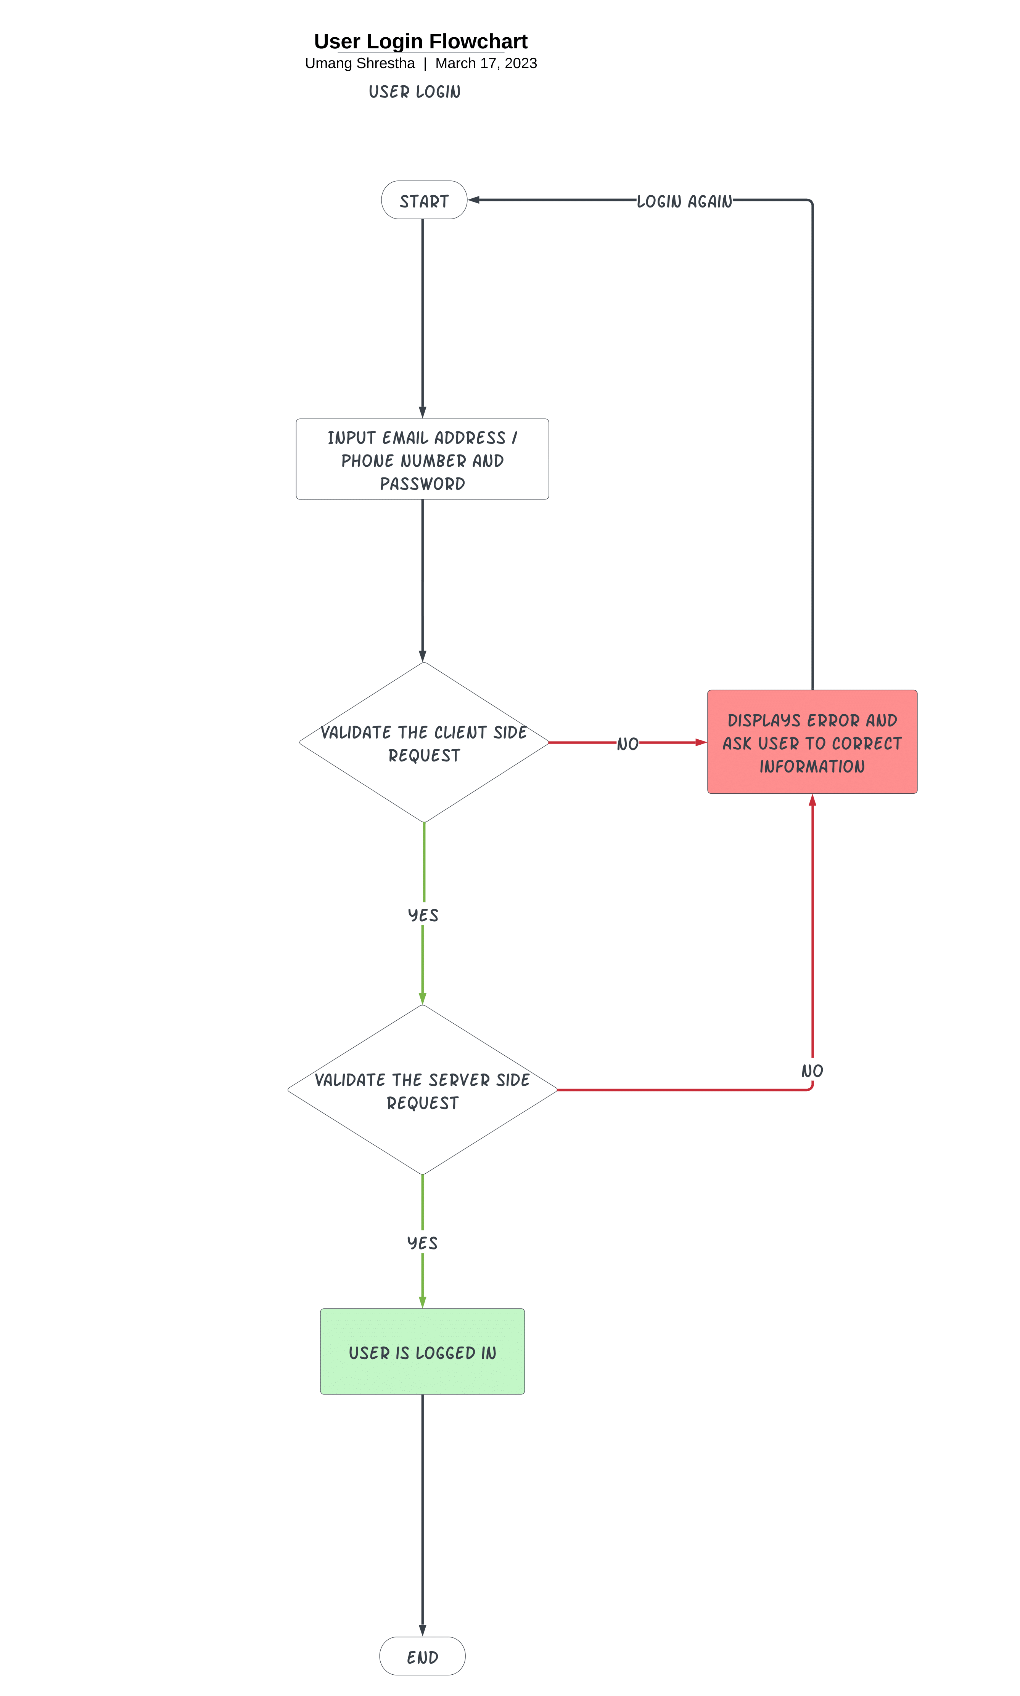 User Login Flowchart
Umang Shrestha | March 17, 2023
USER LOGIN
START
LOGIN AGAIN
INPUT EMAIL ADDRESS /
PHONE NUMBER AND
PASSWORD
VALIDATE THE CLIENT SIDE
REQUEST
NO
DISPLAYS ERROR AND
ASK USER TO CORRECT
INFORMATION
YES
VALIDATE THE SERVER SIDE
REQUEST
NO
YES
USER IS LOGGED IN
END